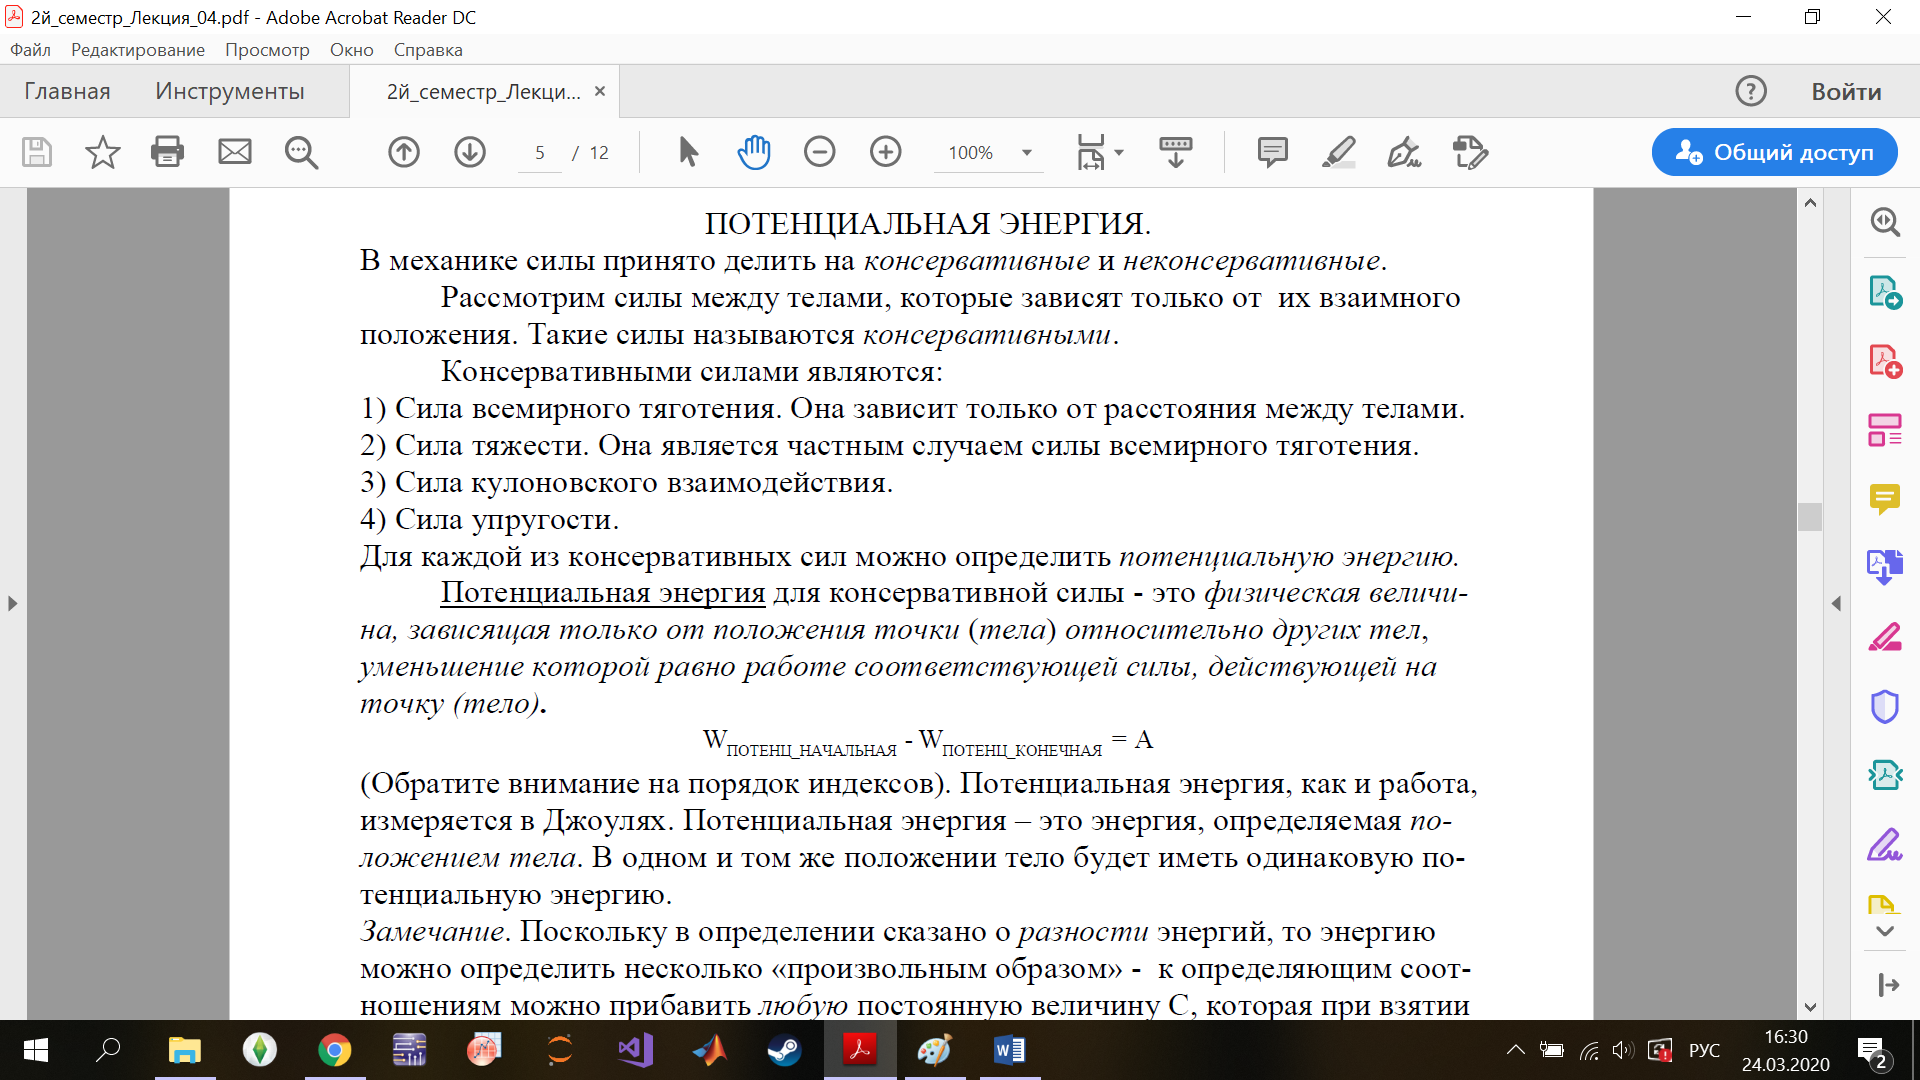 2й_семестр_Лекция_04.pdf - Adobe Acrobat Reader DC
Файл Редактирование Просмотр Окно Справка
Главная Инструменты 2й_семестр_Лекци... × ? Войти
5 / 12 100% Общий доступ
ПОТЕНЦИАЛЬНАЯ ЭНЕРГИЯ.
В механике силы принято делить на консервативные и неконсервативные.
Рассмотрим силы между телами, которые зависят только от их взаимного
положения. Такие силы называются консервативными.
Консервативными силами являются:
1) Сила всемирного тяготения. Она зависит только от расстояния между телами.
2) Сила тяжести. Она является частным случаем силы всемирного тяготения.
3) Сила кулоновского взаимодействия.
4) Сила упругости.
Для каждой из консервативных сил можно определить потенциальную энергию.
Потенциальная энергия для консервативной силы - это физическая величи-
на, зависящая только от положения точки (тела) относительно других тел,
уменьшение которой равно работе соответствующей силы, действующей на
точку (тело).
WПОТЕНЦ_НАЧАЛЬНАЯ - WПОТЕНЦ_КОНЕЧНАЯ = A
(Обратите внимание на порядок индексов). Потенциальная энергия, как и работа,
измеряется в Джоулях. Потенциальная энергия – это энергия, определяемая по-
ложением тела. В одном и том же положении тело будет иметь одинаковую по-
тенциальную энергию.
Замечание. Поскольку в определении сказано о разности энергий, то энергию
можно определить несколько «произвольным образом» - к определяющим соот-
ношениям можно прибавить любую постоянную величину С, которая при взятии
РУС 16:30
24.03.2020 2